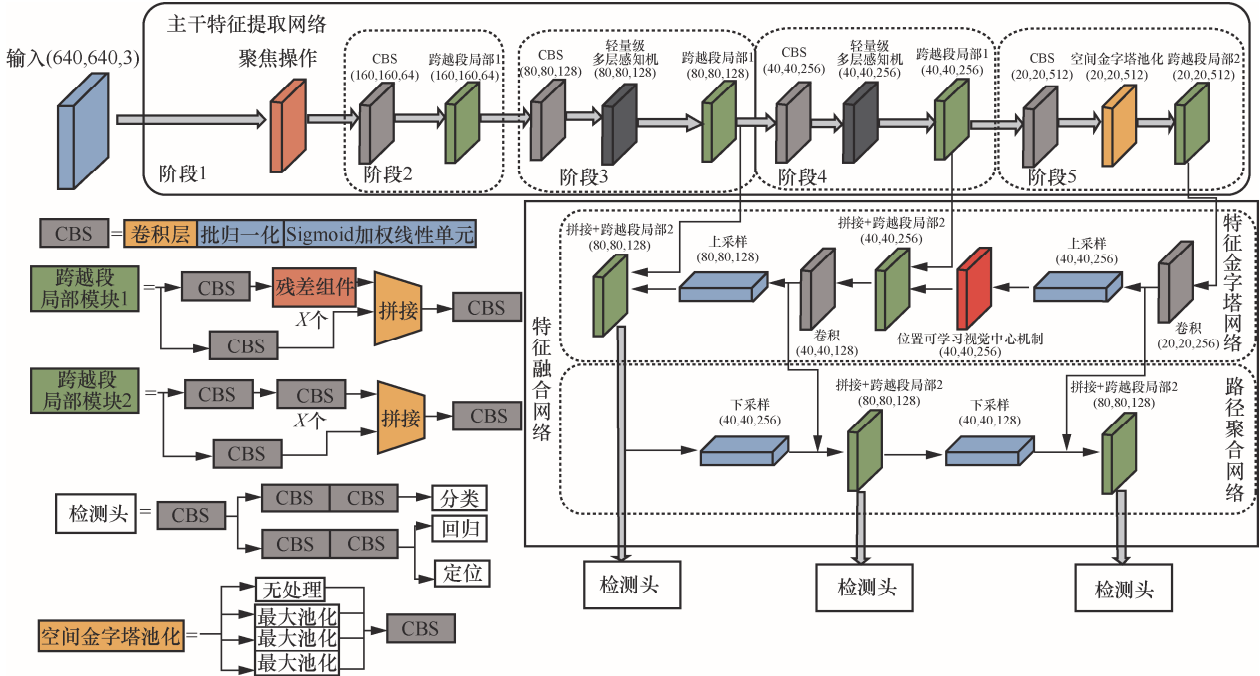 主干特征提取网络
输入(640,640,3)
聚焦操作
CBS
(160,160,64)
跨越段局部1
(160,160,64)
CBS
(80,80,128)
轻量级
多层感知机
(80,80,128)
跨越段局部1
(80,80,128)
CBS
(40,40,256)
轻量级
多层感知机
(40,40,256)
跨越段局部1
(40,40,256)
CBS
(20,20,512)
空间金字塔池化
(20,20,512)
跨越段局部2
(20,20,512)
阶段1
阶段2
阶段3
阶段4
阶段5
CBS
=
卷积层
批归一化
Sigmoid加权线性单元
跨越段
局部模块1
=
CBS
残差组件
X个
CBS
拼接
CBS
跨越段
局部模块2
=
CBS
CBS
X个
CBS
拼接
CBS
检测头
=
CBS
CBS
CBS
分类
CBS
CBS
回归
定位
空间金字塔池化
=
无处理
最大池化
最大池化
最大池化
CBS
特征融合网络
特征金字塔网络
拼接+跨越段局部2
(80,80,128)
上采样
(80,80,128)
卷积
(40,40,128)
拼接+跨越段局部2
(40,40,256)
位置可学习视觉中心机制
(40,40,256)
上采样
(40,40,256)
卷积
(20,20,256)
路径聚合网络
下采样
(40,40,256)
拼接+跨越段局部2
(80,80,128)
下采样
(40,40,128)
拼接+跨越段局部2
(80,80,128)
检测头
检测头
检测头